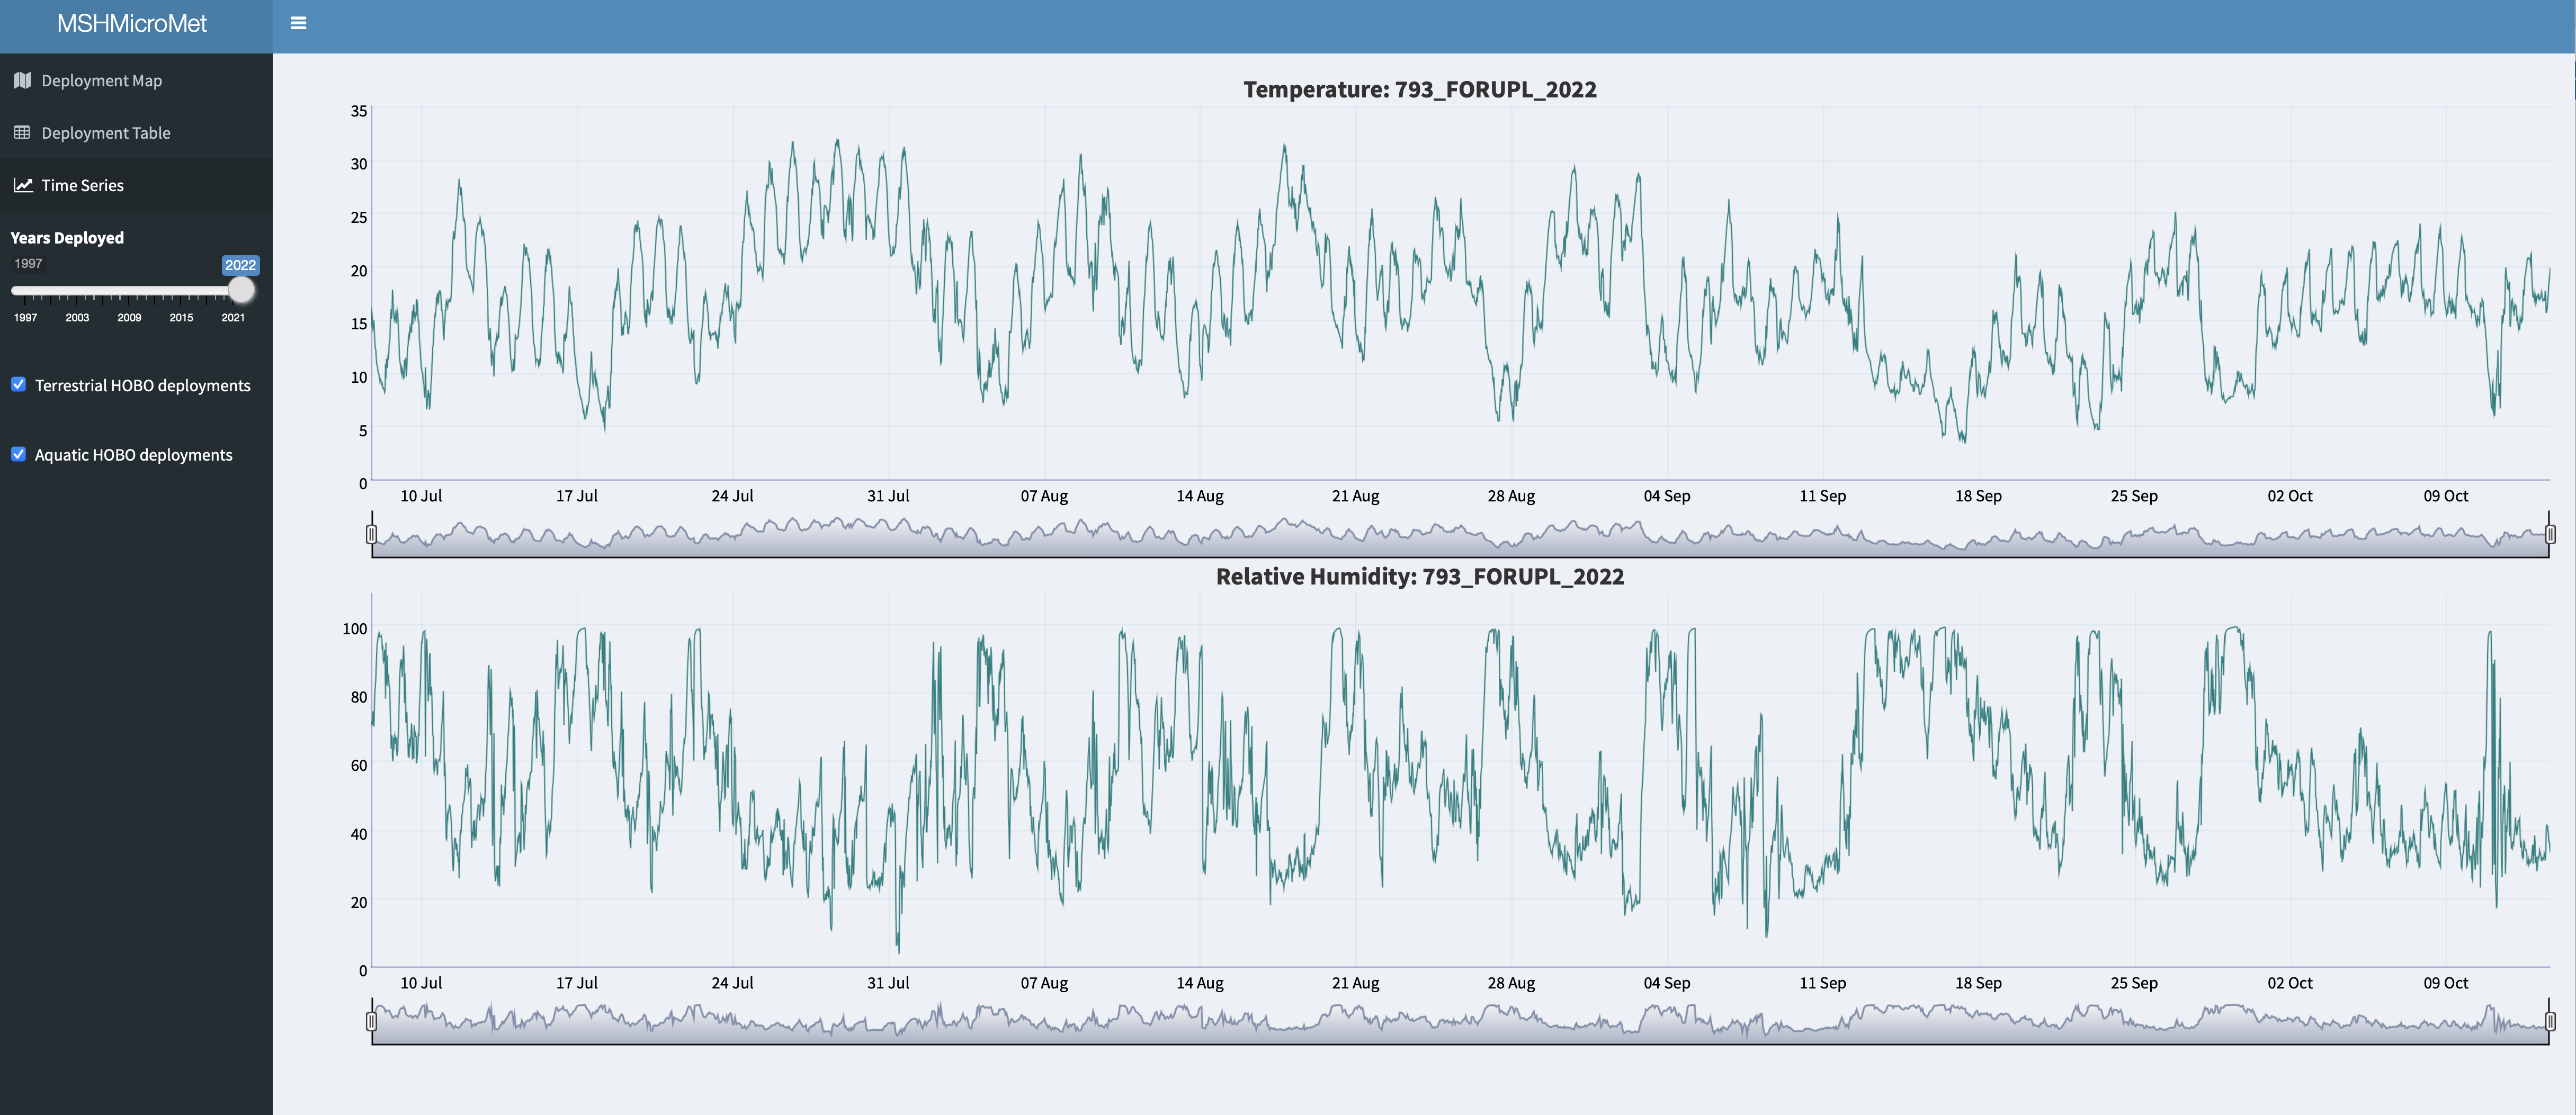 MSHMicroMet
Deployment Map
Deployment Table
Time Series
Years Deployed
1997
2022
1997 2003 2009 2015 2021
Terrestrial HOBO deployments
Aquatic HOBO deployments
Temperature: 793_FORUPL_2022
35
30
25
20
15
10
5
0
10 Jul 17 Jul 24 Jul 31 Jul 07 Aug 14 Aug 21 Aug 28 Aug 04 Sep 11 Sep 18 Sep 25 Sep 02 Oct 09 Oct
Relative Humidity: 793_FORUPL_2022
100
80
60
40
20
0
10 Jul 17 Jul 24 Jul 31 Jul 07 Aug 14 Aug 21 Aug 28 Aug 04 Sep 11 Sep 18 Sep 25 Sep 02 Oct 09 Oct